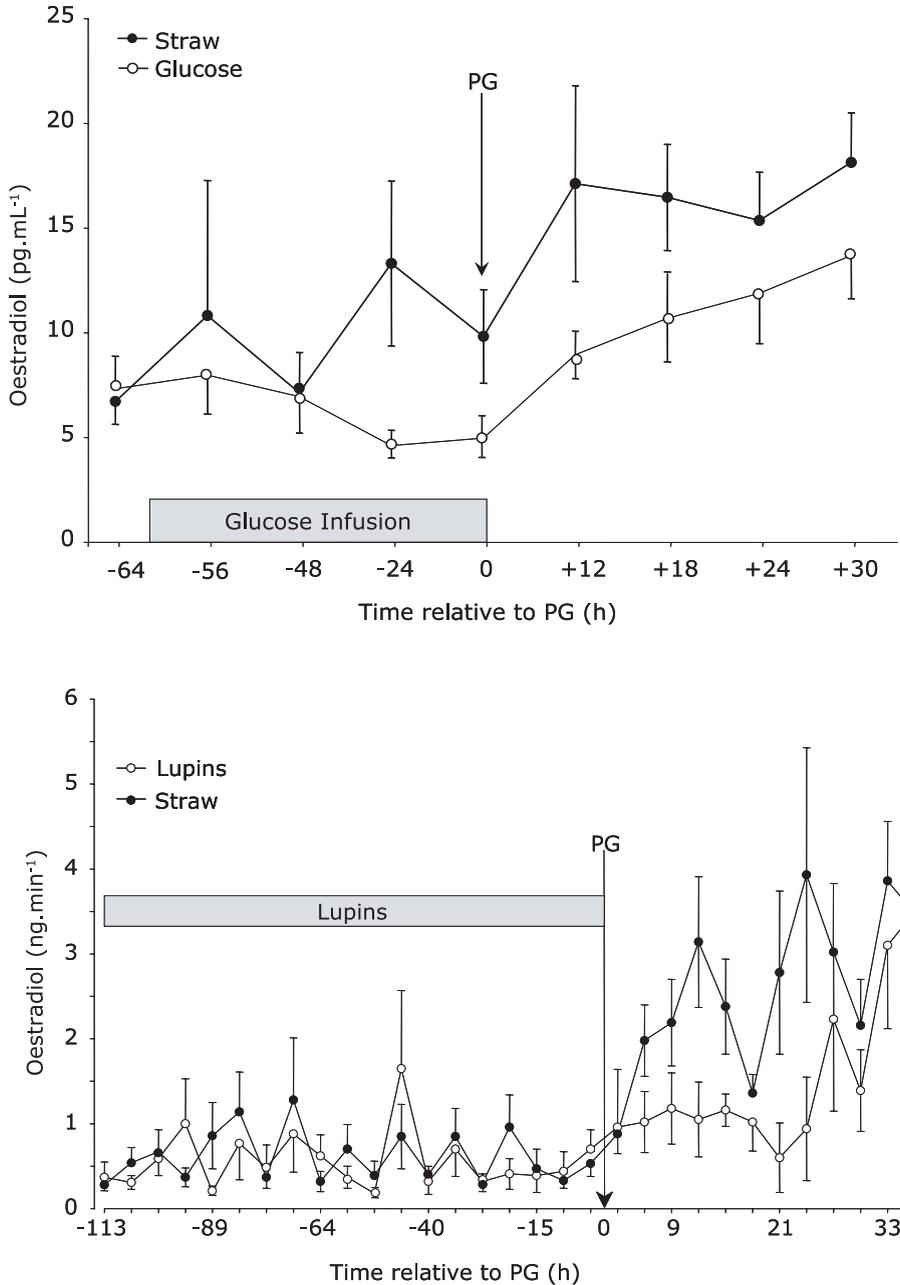 25
20
15
10
5
0
Oestradiol (pg.mL-1)
Straw
Glucose
PG
Glucose Infusion
-64 -56 -48 -24 0 +12 +18 +24 +30
Time relative to PG (h)
6
5
4
3
2
1
0
Oestradiol (ng.min-1)
Lupins
Straw
PG
Lupins
-113 -89 -64 -40 -15 0 9 21 33
Time relative to PG (h)